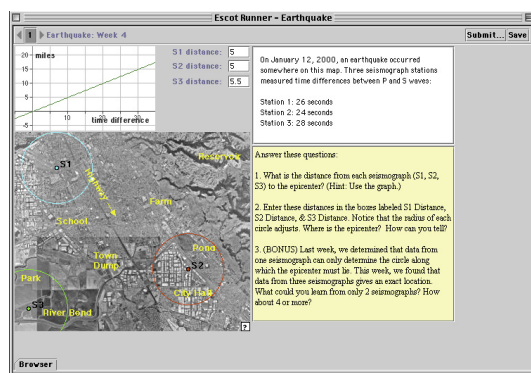 Escot Runner - Earthquake
1 Earthquake: Week 4
Submit... Save
20 miles
15
10
5
-5
10 20 30
time difference
S1 distance: 5
S2 distance: 5
S3 distance: 5.5
On January 12, 2000, an earthquake occurred
somewhere on this map. Three seismograph stations
measured time differences between P and S waves:
Station 1: 26 seconds
Station 2: 24 seconds
Station 3: 28 seconds
S1
Reservoir
Highway
Farm
School
Town
Dump
Pond
S2
City Hall
Park
S3
River Bend
?
Answer these questions:
1. What is the distance from each seismograph (S1, S2,
S3) to the epicenter? (Hint: Use the graph.)
2. Enter these distances in the boxes labeled S1 Distance,
S2 Distance, & S3 Distance. Notice that the radius of each
circle adjusts. Where is the epicenter? How can you tell?
3. (BONUS) Last week, we determined that data from
one seismograph can only determine the circle along
which the epicenter must lie. This week, we found that
data from three seismographs gives an exact location.
What could you learn from only 2 seismographs? How
about 4 or more?
Browser